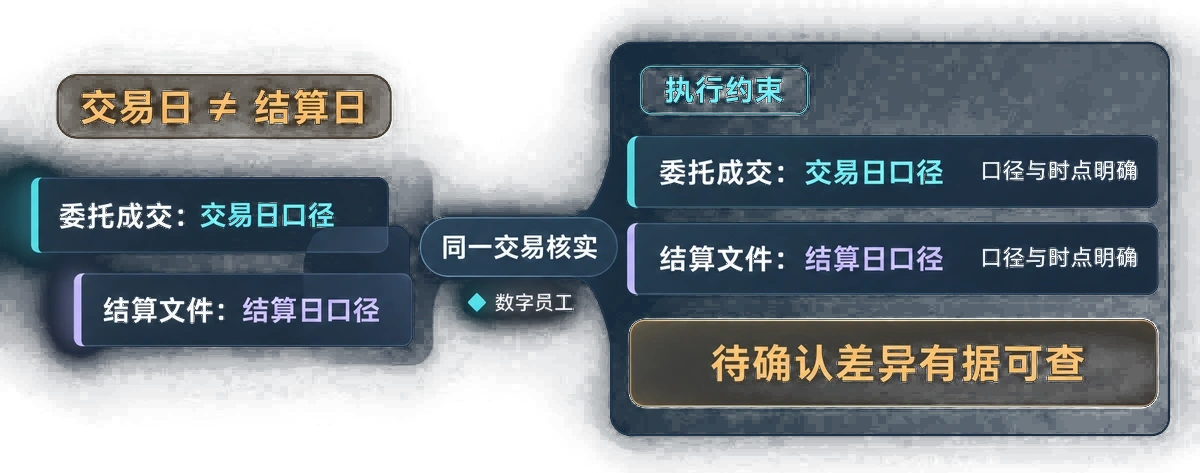 交易日 ≠ 结算日
委托成交：交易日口径
结算文件：结算日口径
同一交易核实
数字员工
执行约束
委托成交：交易日口径 口径与时点明确
结算文件：结算日口径 口径与时点明确
待确认差异有据可查